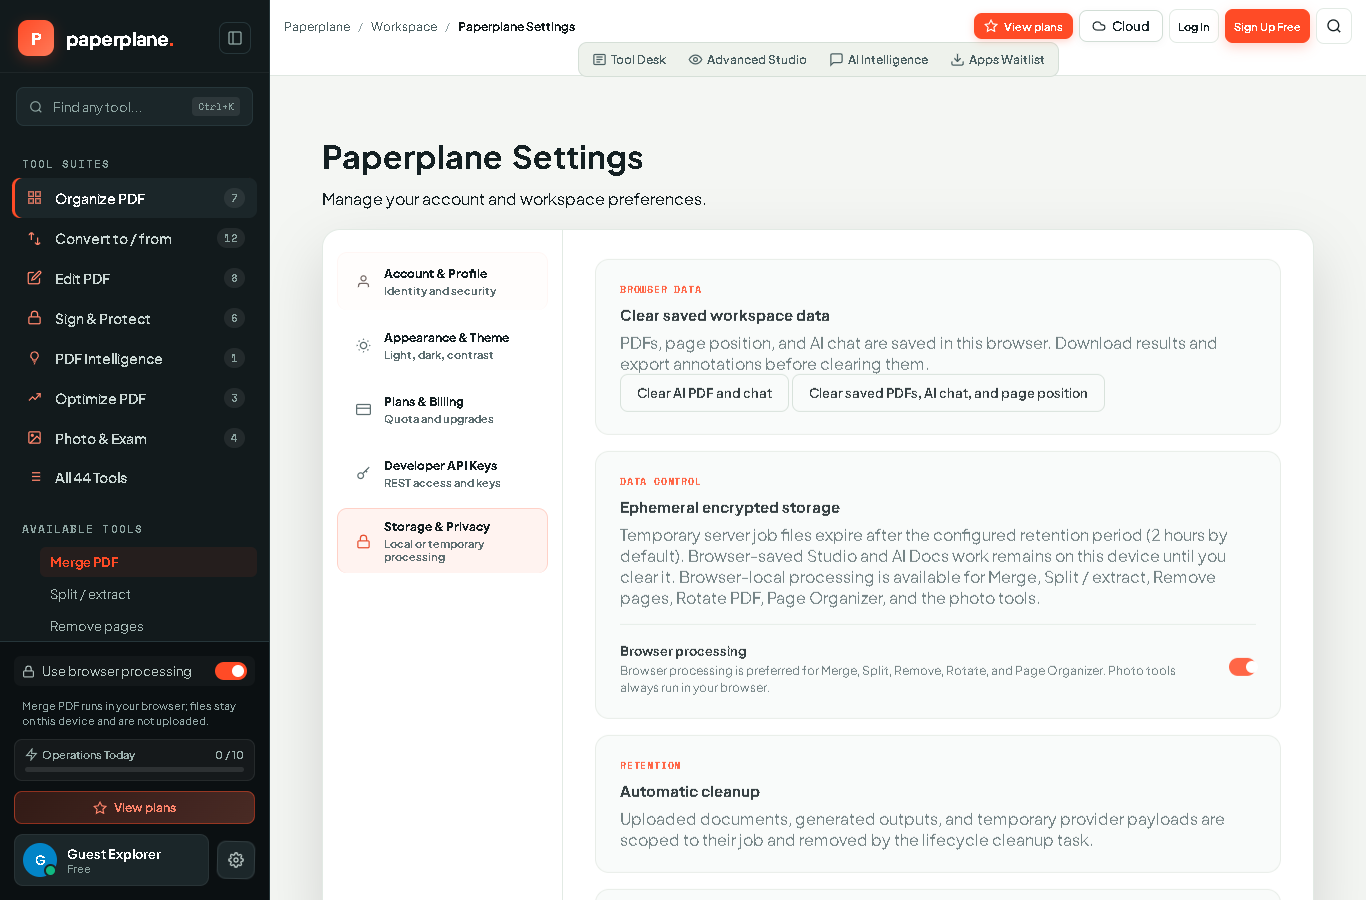 P paperplane.
Find any tool... Ctrl+K
TOOL SUITES
Organize PDF 7
Convert to / from 12
Edit PDF 8
Sign & Protect 6
PDF Intelligence 1
Optimize PDF 3
Photo & Exam 4
All 44 Tools
AVAILABLE TOOLS
Merge PDF
Split / extract
Remove pages
Use browser processing
Merge PDF runs in your browser; files stay
on this device and are not uploaded.
Operations Today 0 / 10
View plans
G Guest Explorer
Free
Paperplane / Workspace / Paperplane Settings
View plans
Cloud
Log In
Sign Up Free
Tool Desk
Advanced Studio
AI Intelligence
Apps Waitlist
Paperplane Settings
Manage your account and workspace preferences.
Account & Profile
Identity and security
Appearance & Theme
Light, dark, contrast
Plans & Billing
Quota and upgrades
Developer API Keys
REST access and keys
Storage & Privacy
Local or temporary
processing
BROWSER DATA
Clear saved workspace data
PDFs, page position, and AI chat are saved in this browser. Download results and
export annotations before clearing them.
Clear AI PDF and chat
Clear saved PDFs, AI chat, and page position
DATA CONTROL
Ephemeral encrypted storage
Temporary server job files expire after the configured retention period (2 hours by
default). Browser-saved Studio and AI Docs work remains on this device until you
clear it. Browser-local processing is available for Merge, Split / extract, Remove
pages, Rotate PDF, Page Organizer, and the photo tools.
Browser processing
Browser processing is preferred for Merge, Split, Remove, Rotate, and Page Organizer. Photo tools
always run in your browser.
RETENTION
Automatic cleanup
Uploaded documents, generated outputs, and temporary provider payloads are
scoped to their job and removed by the lifecycle cleanup task.